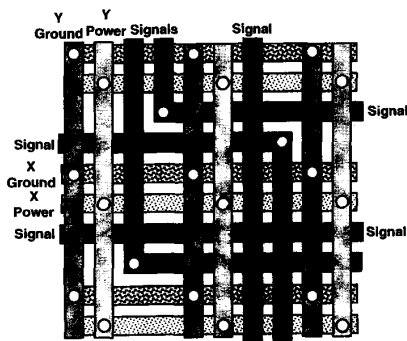 Y Y
Ground Power Signals Signal
Signal
Signal
X
Ground
X
Power
Signal Signal